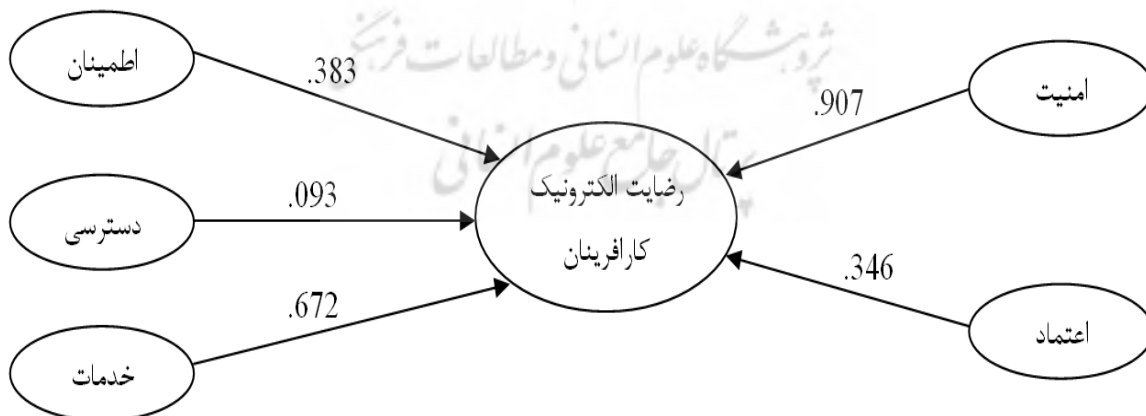 پژوهشگاه علوم انسانی و مطالعات فرهنگی
پرتال جامع علوم انسانی
اطمینان
.383
امنیت
.907
دسترسی
.093
رضایت الکترونیک
کارافرینان
خدمات
.672
اعتماد
.346